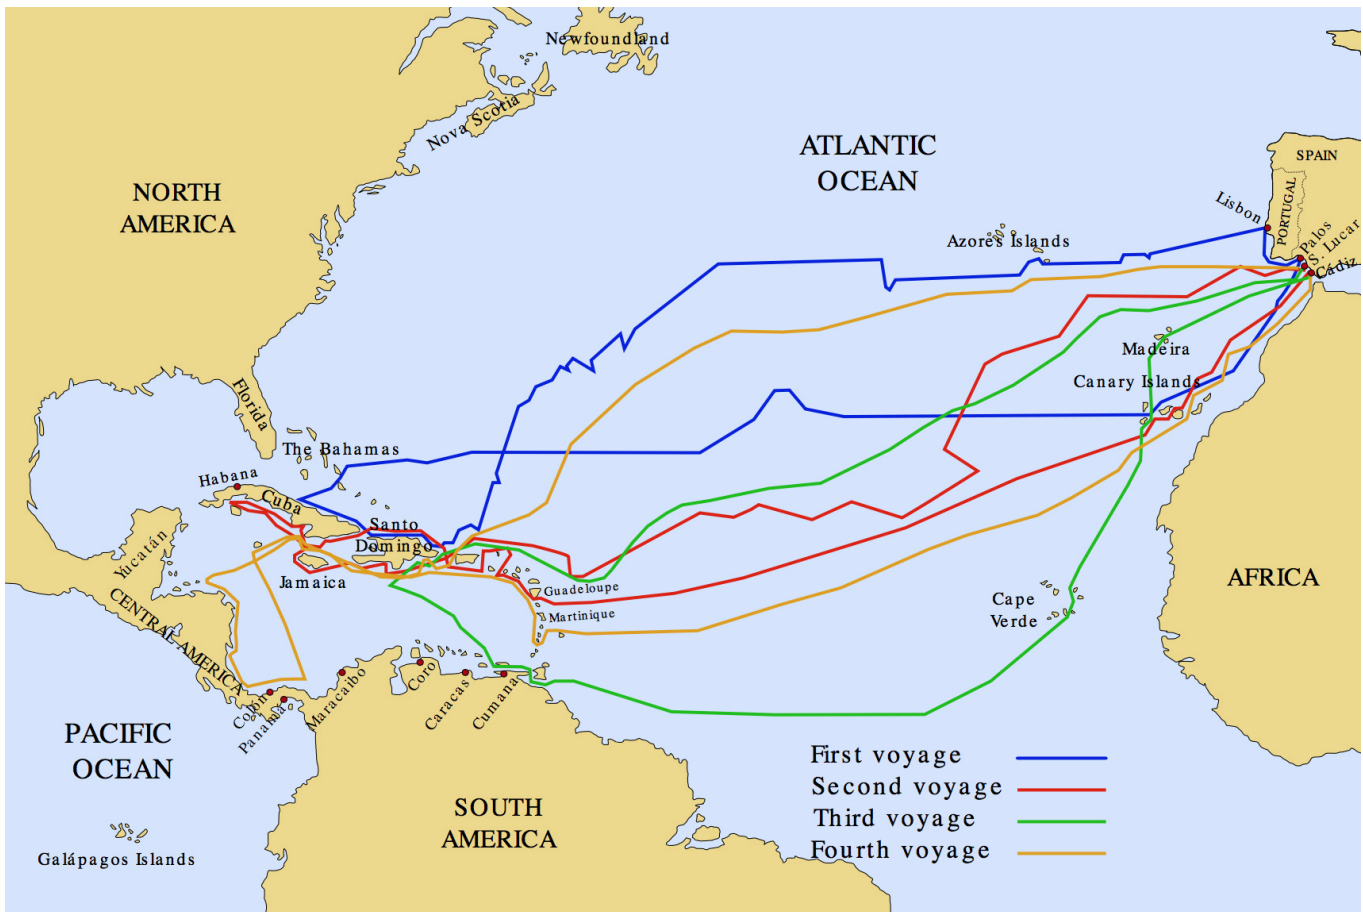 Newfoundland
Nova Scotia
ATLANTIC
OCEAN
SPAIN
PORTUGAL
NORTH
AMERICA
Lisbon
Palos
S. Lucar
Cádiz
Azores Islands
Madeira
Canary Islands
Florida
The Bahamas
Habana
Cuba
Santo
Domingo
Yucatán
Jamaica
Guadeloupe
Martinique
Cape
Verde
AFRICA
CENTRAL AMERICA
Colón
Panamá
Maracaibo
Coro
Caracas
Cumana
PACIFIC
OCEAN
SOUTH
AMERICA
Galápagos Islands
First voyage
Second voyage
Third voyage
Fourth voyage